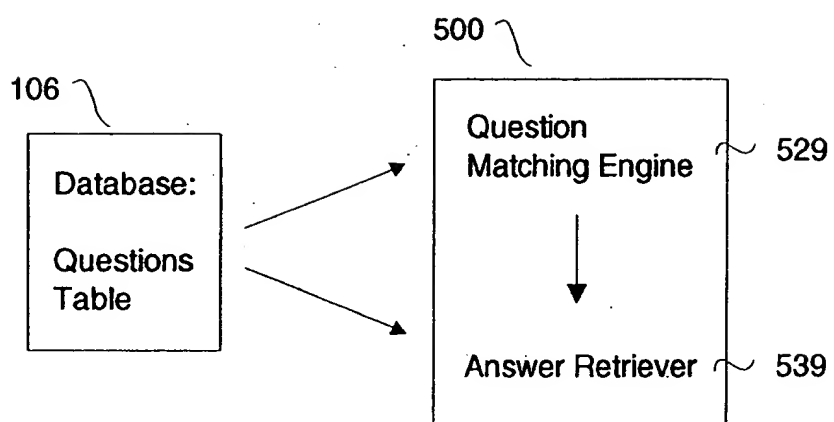 500
106
Database:
Questions
Table
Question
Matching Engine
529
Answer Retriever
539